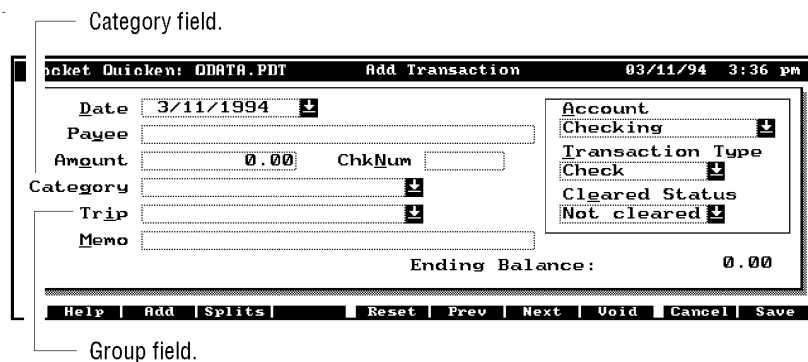 Category field.
ocket Quicken: QDATA.PDT Add Transaction 03/11/94 3:36 pm
Date 3/11/1994
Payee
Amount 0.00 ChkNum
Category
Trip
Memo
Account
Checking
Transaction Type
Check
Cleared Status
Not cleared
Ending Balance: 0.00
Help | Add | Splits | Reset | Prev | Next | Void | Cancel | Save
Group field.